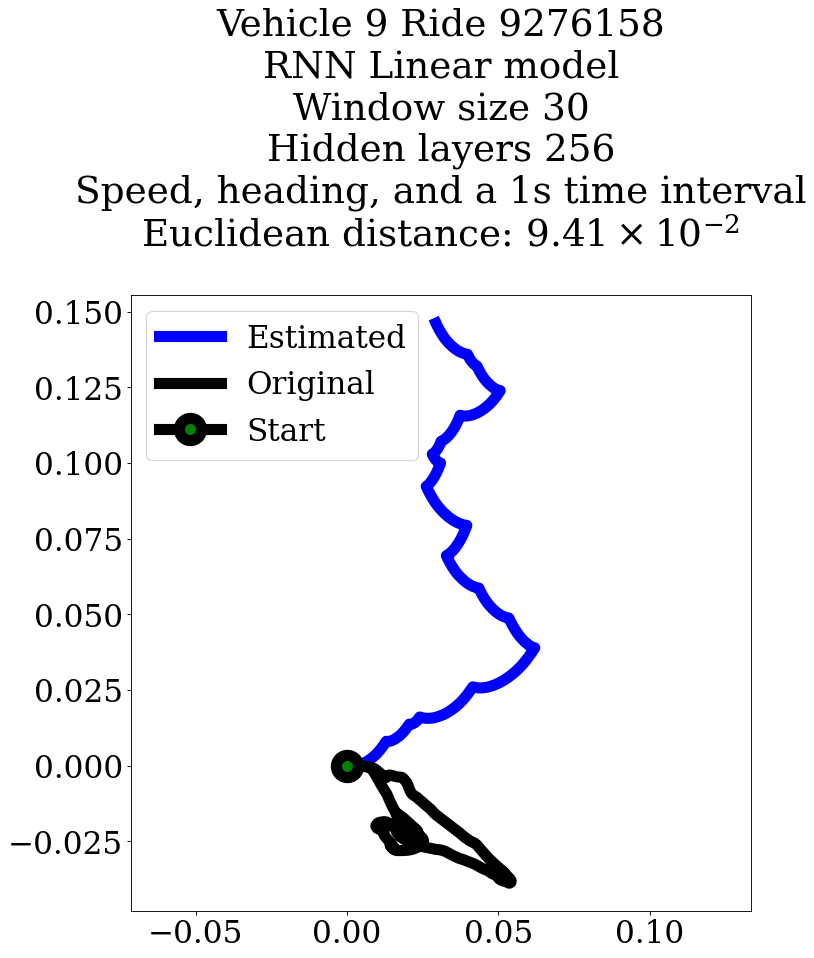 Vehicle 9 Ride 9276158
RNN Linear model
Window size 30
Hidden layers 256
Speed, heading, and a 1s time interval
Euclidean distance: 9.41 × 10⁻²
Estimated
Original
Start
0.150
0.125
0.100
0.075
0.050
0.025
0.000
−0.025
−0.05 0.00 0.05 0.10